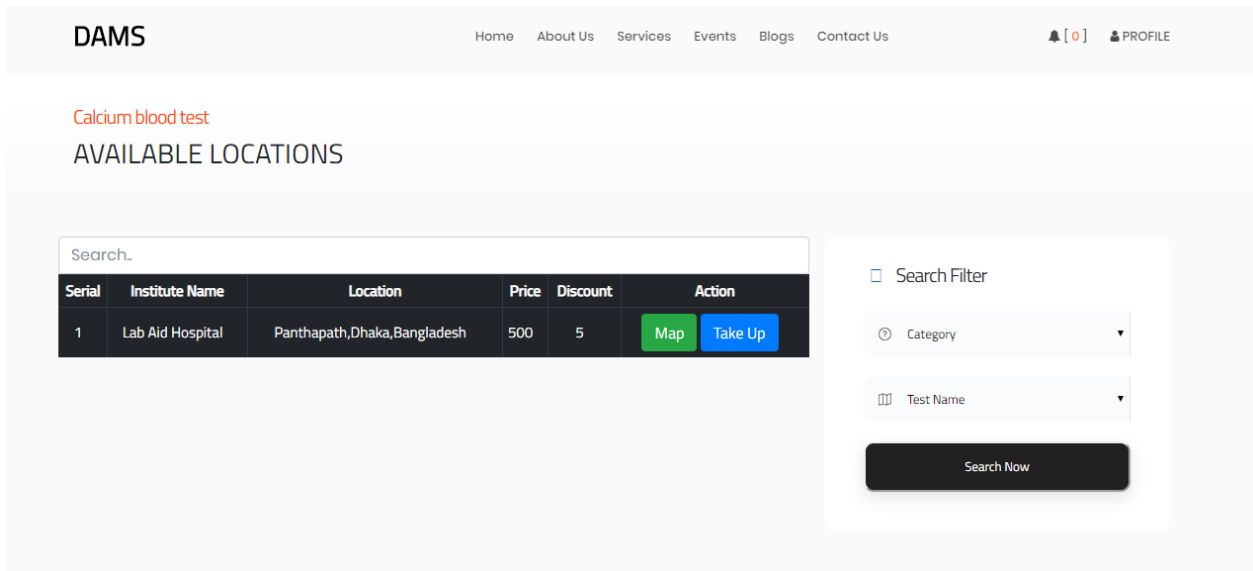 DAMS
Home About Us Services Events Blogs Contact Us
[ 0 ] PROFILE
Calcium blood test
AVAILABLE LOCATIONS
Search..
Serial Institute Name Location Price Discount Action
1 Lab Aid Hospital Panthapath,Dhaka,Bangladesh 500 5 Map Take Up
Search Filter
Category
Test Name
Search Now